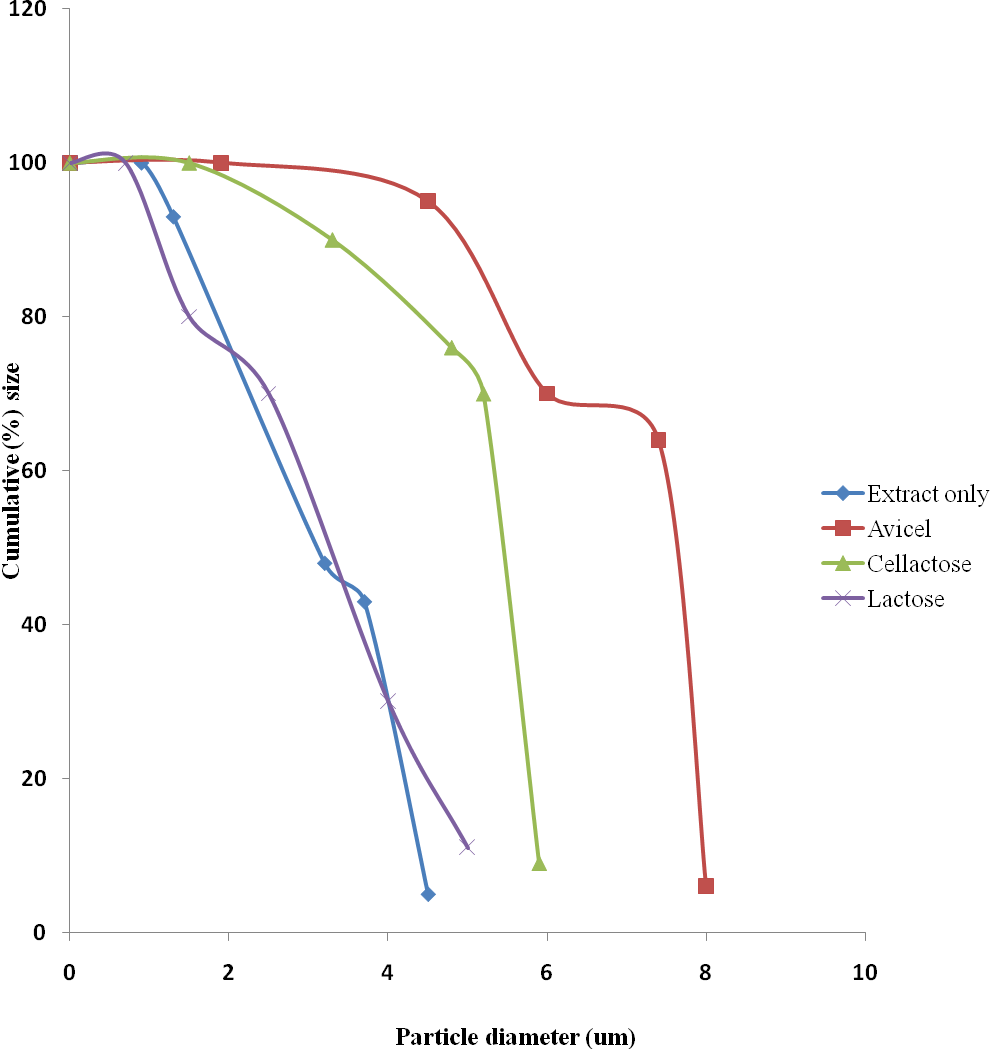 120
100
80
60
40
20
0
Cumulative (%) size
0 2 4 6 8 10
Particle diameter (um)
Extract only
Avicel
Cellactose
Lactose